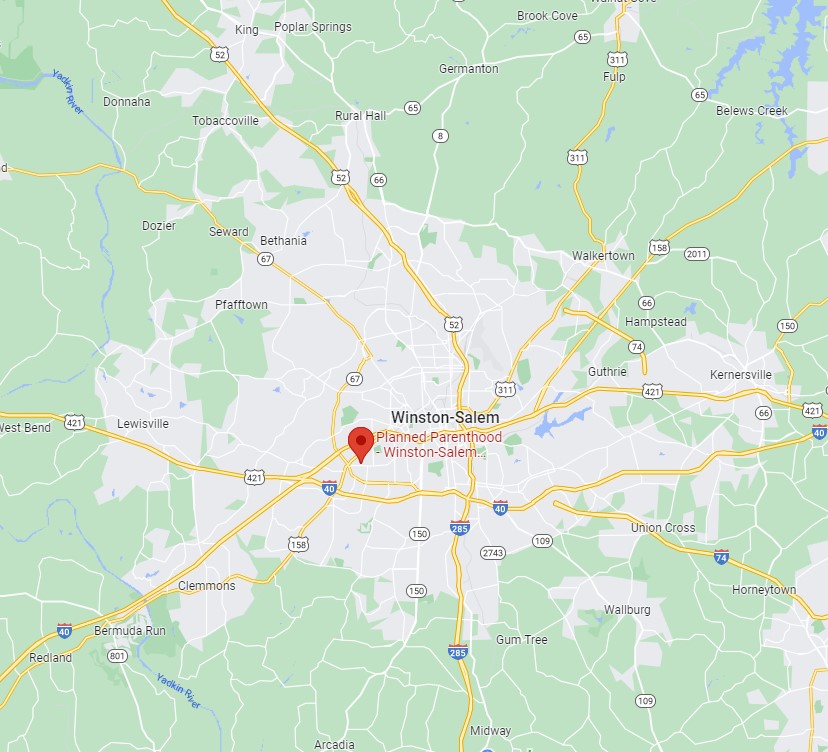 Walnut Cove
Brook Cove
King
Poplar Springs
65
52
311
Germanton
Yadkin River
Fulp
Donnaha
65
65
Rural Hall
Belews Creek
Tobaccoville
8
311
52
66
Dozier
Seward
Bethania
158
67
Walkertown
2011
Pfafftown
66
52
Hampstead
150
74
Guthrie
67
Kernersville
311
421
421
66
Winston-Salem
West Bend
421
Lewisville
40
Planned Parenthood
- Winston-Salem...
421
40
40
285
Union Cross
150
109
158
2743
74
Clemmons
150
Horneytown
Wallburg
40
Bermuda Run
Gum Tree
Redland
801
285
Yadkin River
109
Midway
Arcadia